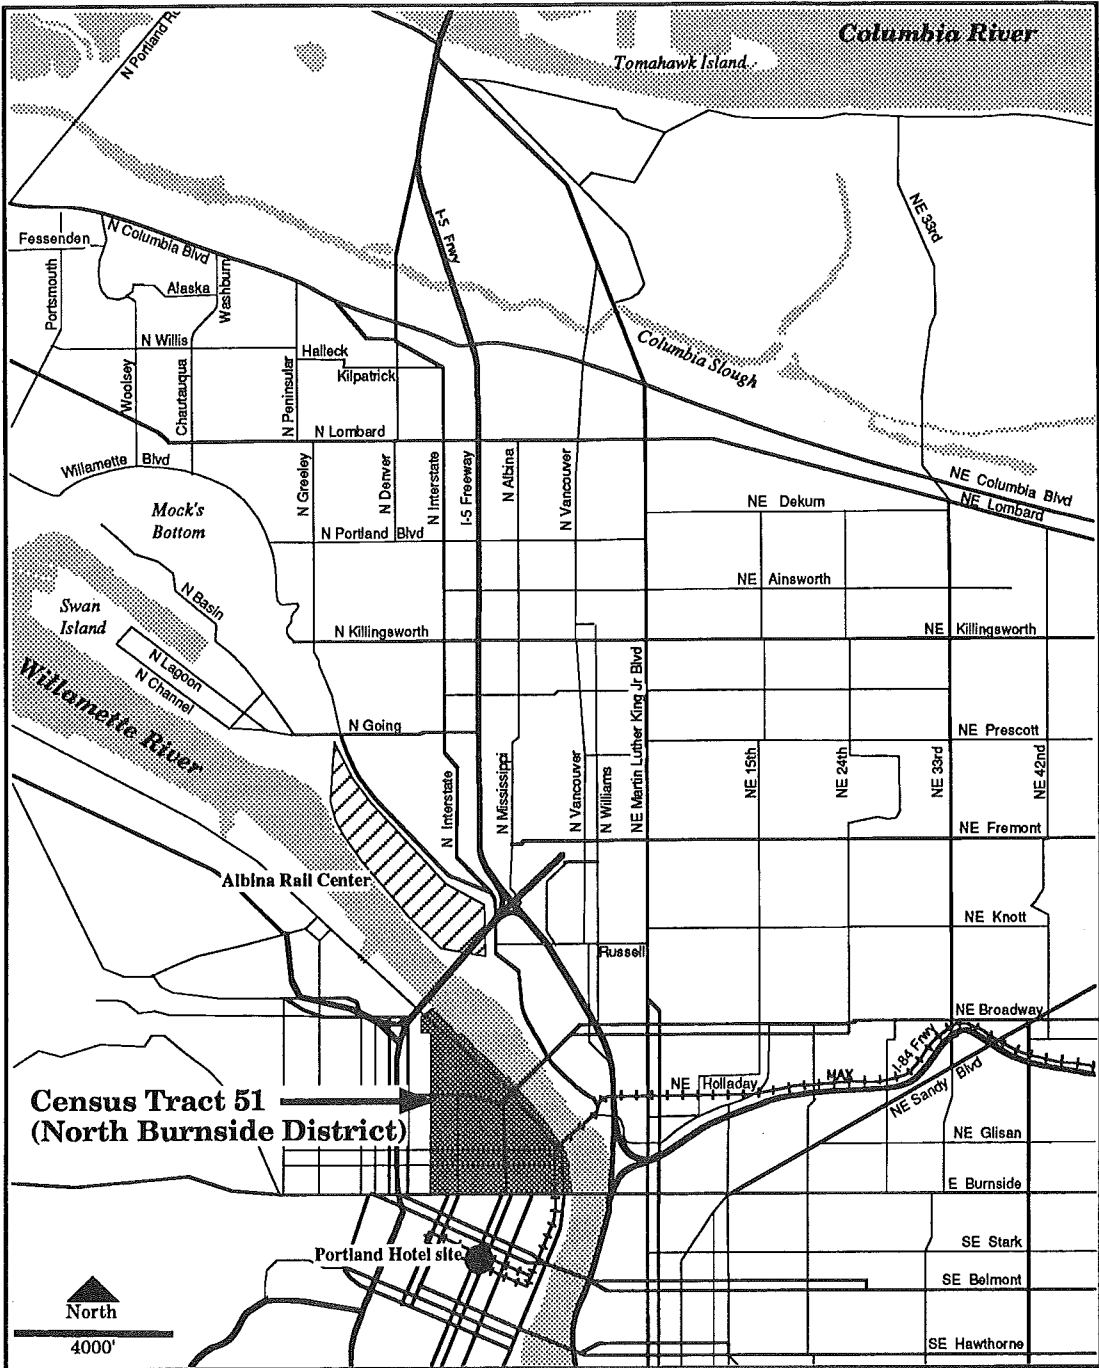 Columbia River
Tomahawk Island
N Portland R
I-5 Frwy
NE 33rd
Fessenden
N Columbia Blvd
Portsmouth
Alaska
Washburn
N Willis
Halleck
Kilpatrick
Columbia Slough
Woolsey
Chautauqua
N Peninsular
N Lombard
Willamette Blvd
N Greeley
N Denver
N Interstate
I-5 Freeway
N Albina
N Vancouver
NE Columbia Blvd
NE Lombard
NE Dekum
Mock's
Bottom
N Portland Blvd
NE Ainsworth
N Basin
Swan
Island
N Killingsworth
NE Killingsworth
N Lagoon
N Channel
Willamette River
N Going
NE Prescott
N Interstate
N Mississippi
N Vancouver
N Williams
NE Martin Luther King Jr Blvd
NE 15th
NE 24th
NE 33rd
NE 42nd
NE Fremont
Albina Rail Center
NE Knott
Russell
NE Broadway
I-84 Frwy
NE Holladay
MAX
NE Sandy Blvd
Census Tract 51
(North Burnside District)
NE Glisan
E Burnside
Portland Hotel site
SE Stark
SE Belmont
North
4000'
SE Hawthorne